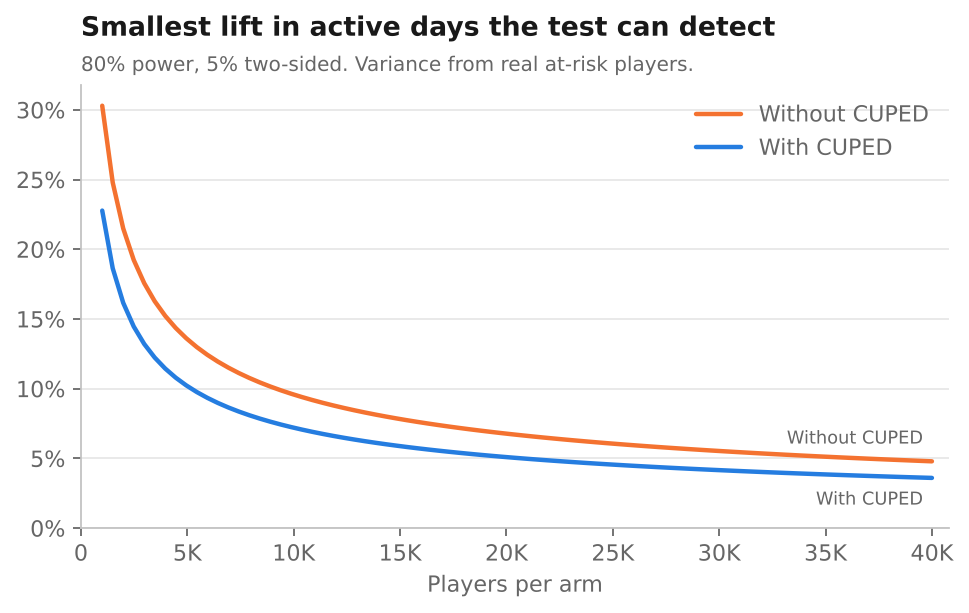 Smallest lift in active days the test can detect
80% power, 5% two-sided. Variance from real at-risk players.
30%
25%
20%
15%
10%
5%
0%
Without CUPED
With CUPED
Without CUPED
With CUPED
0 5K 10K 15K 20K 25K 30K 35K 40K
Players per arm